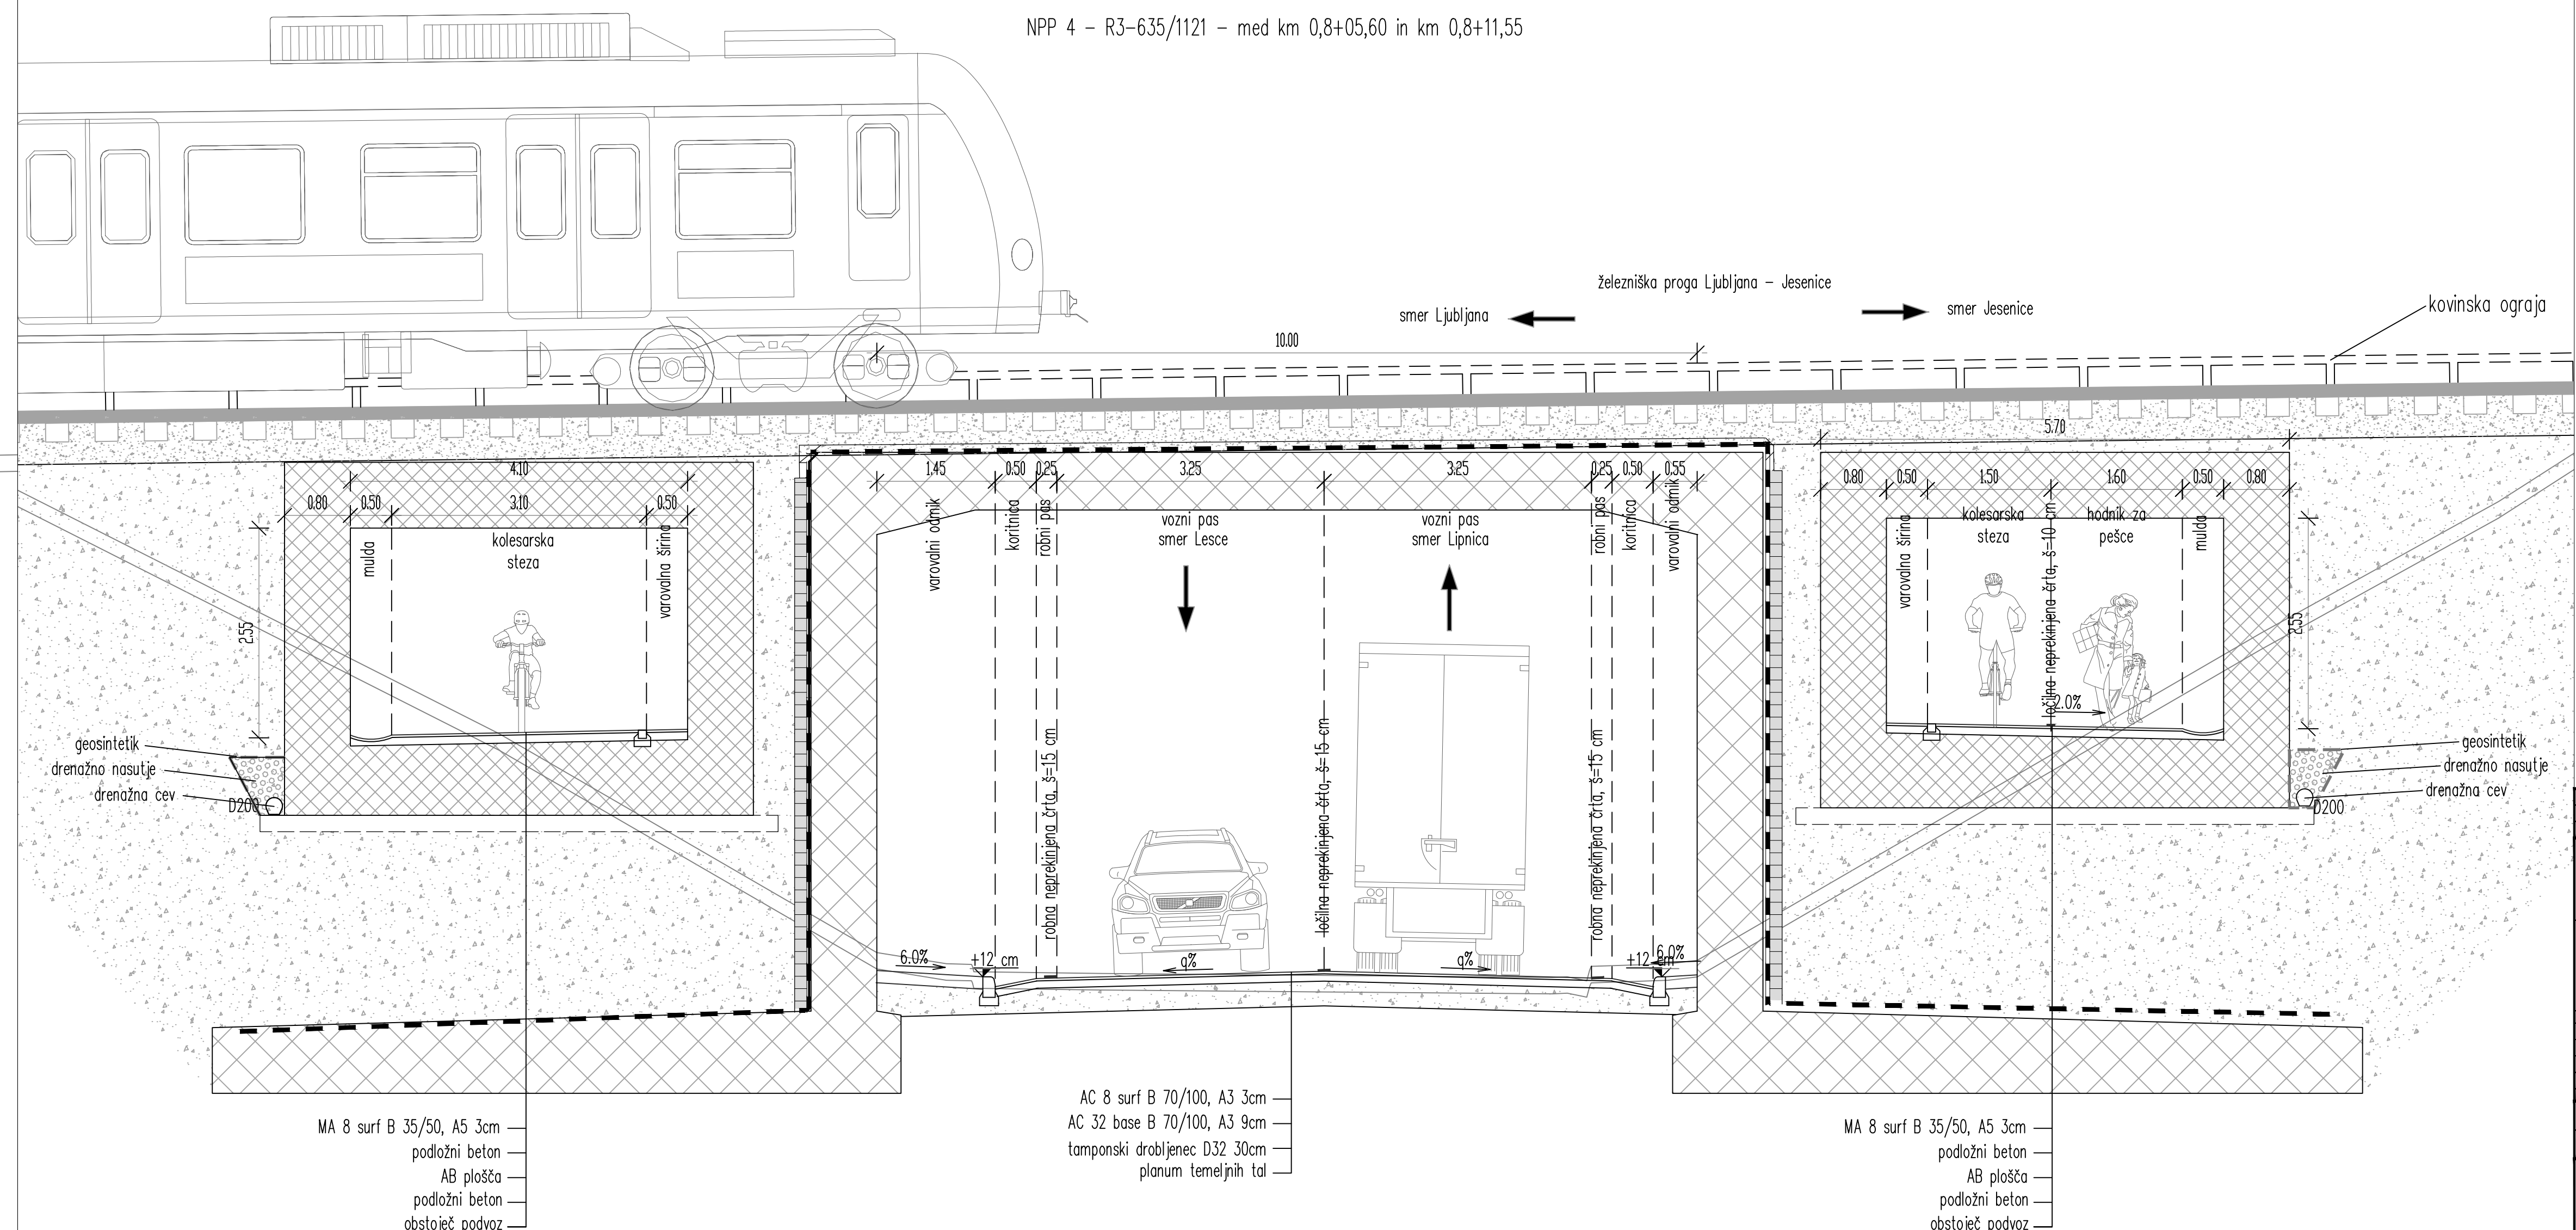 NPP 4 - R3-635/1121 - med km 0,8+05,60 in km 0,8+11,55
železniška proga Ljubljana - Jesenice
smer Ljubljana
smer Jesenice
kovinska ograja
10.00
5.70
4.10
0.80
0.50
3.10
0.50
mulda
kolesarska
steza
varovalna širina
2.55
geosintetik
drenažno nasutje
drenažna cev
D200
1.45
0.50
0.25
3.25
3.25
0.25
0.50
0.55
varovalni odmik
koritnica
robni pas
vozni pas
smer Lesce
vozni pas
smer Lipnica
robni pas
koritnica
varovalni odmik
robna neprekinjena črta, š=15 cm
ločilna neprekinjena črta, š=15 cm
robna neprekinjena črta, š=15 cm
6.0%
+12 cm
q%
q%
+12 cm
6.0%
0.80
0.50
1.50
1.60
0.50
0.80
varovalna širina
kolesarska
steza
ločilna neprekinjena črta, š=10 cm
hodnik za
pešce
mulda
2.0%
2.55
geosintetik
drenažno nasutje
drenažna cev
D200
MA 8 surf B 35/50, A5 3cm
podložni beton
AB plošča
podložni beton
obstoječ podvoz
AC 8 surf B 70/100, A3 3cm
AC 32 base B 70/100, A3 9cm
tamponski drobljenec D32 30cm
planum temeljnih tal
MA 8 surf B 35/50, A5 3cm
podložni beton
AB plošča
podložni beton
obstoječ podvoz